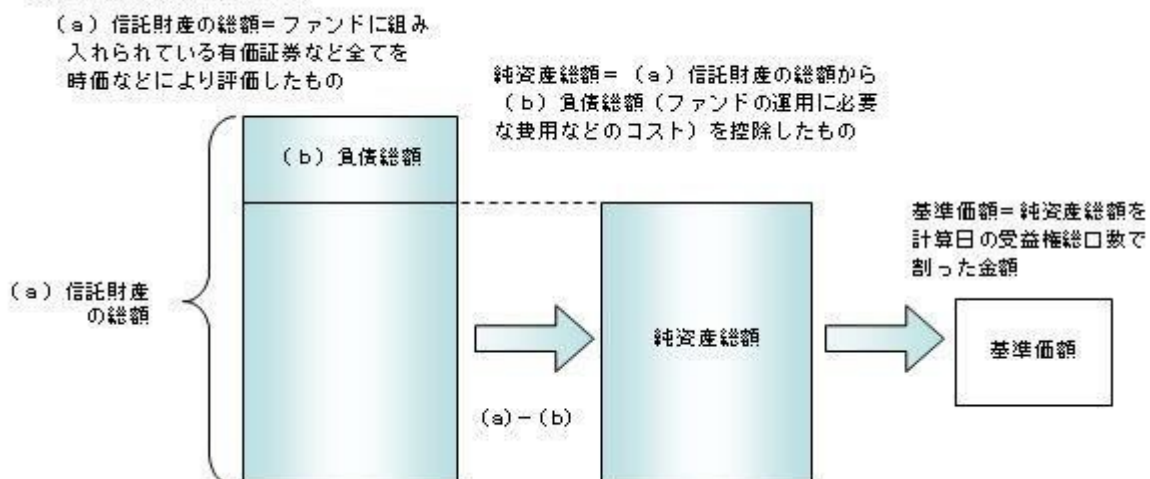 (a)信託財産の総額=ファンドに組み
入れられている有価証券など全てを
時価などにより評価したもの
純資産総額=(a)信託財産の総額から
(b)負債総額(ファンドの運用に必要
な費用などのコスト)を控除したもの
(b)負債総額
基準価額=純資産総額を
計算日の受益権総口数で
割った金額
(a)信託財産
の総額
純資産総額
基準価額
(a)-(b)